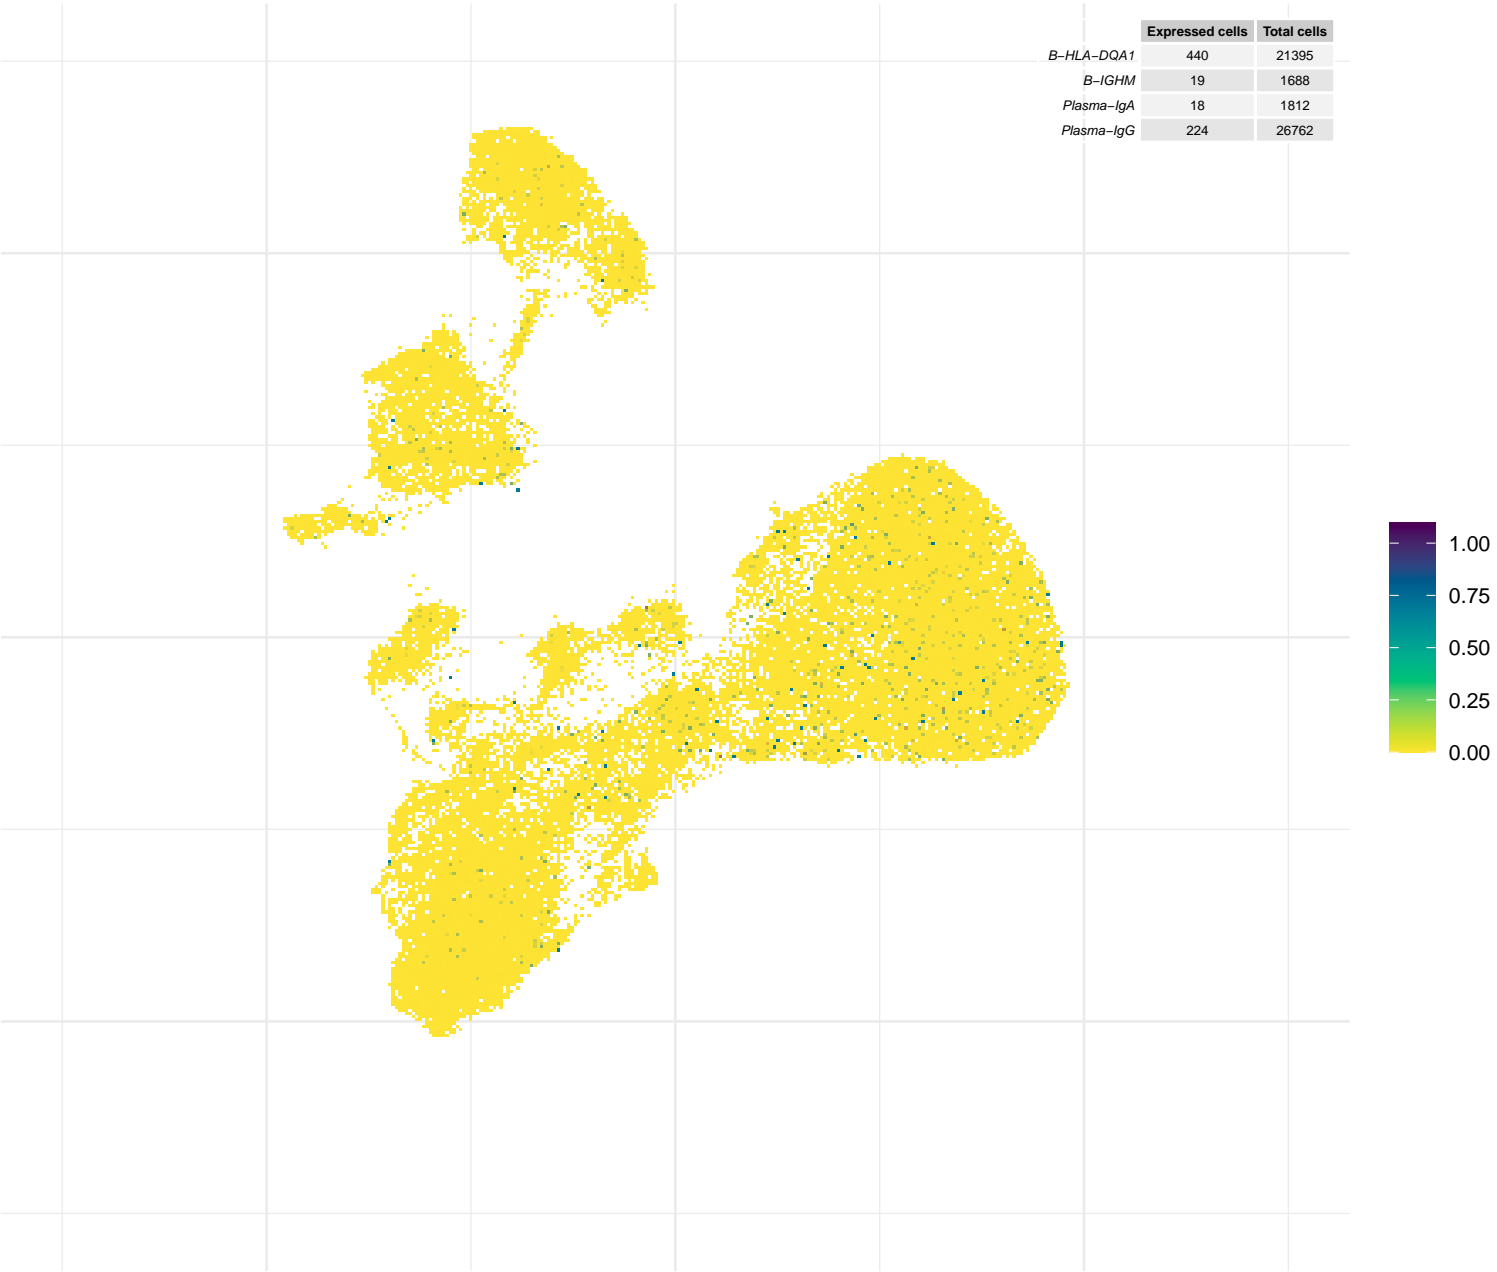 Expressed cells Total cells
B−HLA−DQA1 440 21395
B−IGHM 19 1688
Plasma−IgA 18 1812
Plasma−IgG 224 26762
1.00
0.75
0.50
0.25
0.00